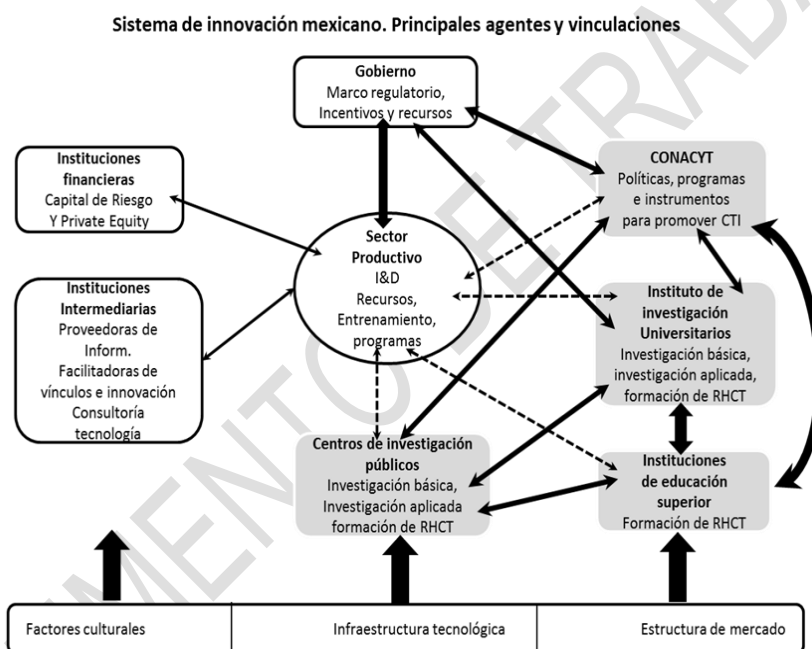 Sistema de innovación mexicano. Principales agentes y vinculaciones
Gobierno
Marco regulatorio,
Incentivos y recursos
Instituciones
financieras
Capital de Riesgo
Y Private Equity
CONACYT
Políticas, programas
e instrumentos
para promover CTI
Sector
Productivo
I&D
Recursos,
Entrenamiento,
programas
Instituciones
Intermediarias
Proveedoras de
Inform.
Facilitadoras de
vínculos e innovación
Consultoría
tecnología
Instituto de
investigación
Universitarios
Investigación básica,
investigación aplicada,
formación de RHCT
Centros de investigación
públicos
Investigación básica,
Investigación aplicada
formación de RHCT
Instituciones
de educación
superior
Formación de RHCT
Factores culturales
Infraestructura tecnológica
Estructura de mercado
IMENTO DE TRABA